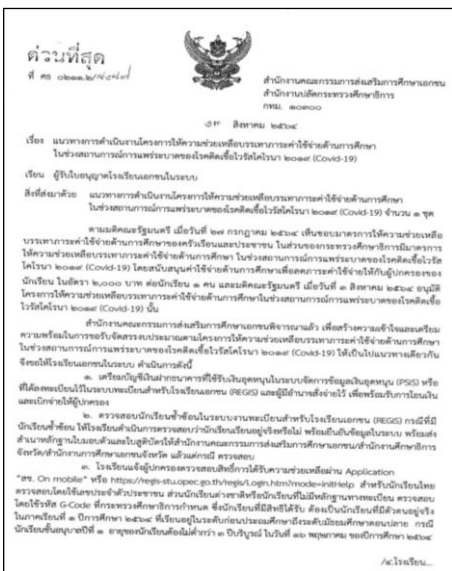 ด่วนที่สุด
ที่ ศธ ๐๒๑๑.๒/
สำนักงานคณะกรรมการส่งเสริมการศึกษาเอกชน
สำนักงานปลัดกระทรวงศึกษาธิการ
กทม. ๑๐๓๐๐
สิงหาคม ๒๕๖๔
เรื่อง แนวทางการดำเนินงานโครงการให้ความช่วยเหลือบรรเทาภาระค่าใช้จ่ายด้านการศึกษา
ในช่วงสถานการณ์การแพร่ระบาดของโรคติดเชื้อไวรัสโคโรนา ๒๐๑๙ (Covid-19)
เรียน ผู้รับใบอนุญาตโรงเรียนเอกชนในระบบ
สิ่งที่ส่งมาด้วย แนวทางการดำเนินงานโครงการให้ความช่วยเหลือบรรเทาภาระค่าใช้จ่ายด้านการศึกษา
ในช่วงสถานการณ์การแพร่ระบาดของโรคติดเชื้อไวรัสโคโรนา ๒๐๑๙ (Covid-19) จำนวน ๑ ชุด
ตามมติคณะรัฐมนตรี เมื่อวันที่ ๒๗ กรกฎาคม ๒๕๖๔ เห็นชอบมาตรการให้ความช่วยเหลือ
บรรเทาภาระค่าใช้จ่ายด้านการศึกษาของครัวเรือนและประชาชน ในส่วนของกระทรวงศึกษาธิการมีมาตรการ
ให้ความช่วยเหลือบรรเทาภาระค่าใช้จ่ายด้านการศึกษา ในช่วงสถานการณ์การแพร่ระบาดของโรคติดเชื้อไวรัส
โคโรนา ๒๐๑๙ (Covid-19) โดยสนับสนุนค่าใช้จ่ายด้านการศึกษาเพื่อลดภาระค่าใช้จ่ายให้กับผู้ปกครองของ
นักเรียน ในอัตรา ๒,๐๐๐ บาท ต่อนักเรียน ๑ คน และมติคณะรัฐมนตรี เมื่อวันที่ ๓ สิงหาคม ๒๕๖๔ อนุมัติ
โครงการให้ความช่วยเหลือบรรเทาภาระค่าใช้จ่ายด้านการศึกษาในช่วงสถานการณ์การแพร่ระบาดของโรคติดเชื้อ
ไวรัสโคโรนา ๒๐๑๙ (Covid-19) นั้น
สำนักงานคณะกรรมการส่งเสริมการศึกษาเอกชนพิจารณาแล้ว เพื่อสร้างความเข้าใจและเตรียม
ความพร้อมในการขอรับจัดสรรงบประมาณตามโครงการให้ความช่วยเหลือบรรเทาภาระค่าใช้จ่ายด้านการศึกษา
ในช่วงสถานการณ์การแพร่ระบาดของโรคติดเชื้อไวรัสโคโรนา ๒๐๑๙ (Covid-19) ให้เป็นไปแนวทางเดียวกัน
จึงขอให้โรงเรียนเอกชนในระบบ ดำเนินการดังนี้
๑. เตรียมบัญชีเงินฝากธนาคารที่ใช้รับเงินอุดหนุนในระบบจัดการข้อมูลเงินอุดหนุน (PSIS) หรือ
ที่ได้ลงทะเบียนไว้ในระบบทะเบียนสำหรับโรงเรียนเอกชน (REGIS) และผู้มีอำนาจสั่งจ่ายไว้ เพื่อพร้อมรับการโอนเงิน
และเบิกจ่ายให้ผู้ปกครอง
๒. ตรวจสอบนักเรียนซ้ำซ้อนในระบบงานทะเบียนสำหรับโรงเรียนเอกชน (REGIS) กรณีที่มี
นักเรียนซ้ำซ้อน ให้โรงเรียนดำเนินการตรวจสอบว่านักเรียนอยู่จริงหรือไม่ พร้อมยืนยันข้อมูลในระบบ พร้อมส่ง
สำเนาหลักฐานใบมอบตัวและใบสูติบัตรให้สำนักงานคณะกรรมการส่งเสริมการศึกษาเอกชน/สำนักงานศึกษาธิการ
จังหวัด/สำนักงานการศึกษาเอกชนจังหวัด แล้วแต่กรณี ตรวจสอบ
๓. โรงเรียนแจ้งผู้ปกครองตรวจสอบสิทธิ์การได้รับความช่วยเหลือผ่าน Application
"สช. On mobile" หรือ https://regis-stu.opec.go.th/regis/Login.htm?mode=initHelp สำหรับนักเรียนไทย
ตรวจสอบโดยใช้เลขประจำตัวประชาชน ส่วนนักเรียนต่างชาติหรือนักเรียนที่ไม่มีหลักฐานทางทะเบียน ตรวจสอบ
โดยใช้รหัส G-Code ที่กระทรวงศึกษาธิการกำหนด ซึ่งนักเรียนที่มีสิทธิได้รับ ต้องเป็นนักเรียนที่มีตัวตนอยู่จริง
ในภาคเรียนที่ ๑ ปีการศึกษา ๒๕๖๔ ที่เรียนอยู่ในระดับก่อนประถมศึกษาถึงระดับมัธยมศึกษาตอนปลาย กรณี
นักเรียนชั้นอนุบาลปีที่ ๑ อายุของนักเรียนต้องไม่ต่ำกว่า ๓ ปีบริบูรณ์ ในวันที่ ๑๖ พฤษภาคม ของปีการศึกษา ๒๕๖๔
/๔.โรงเรียน...